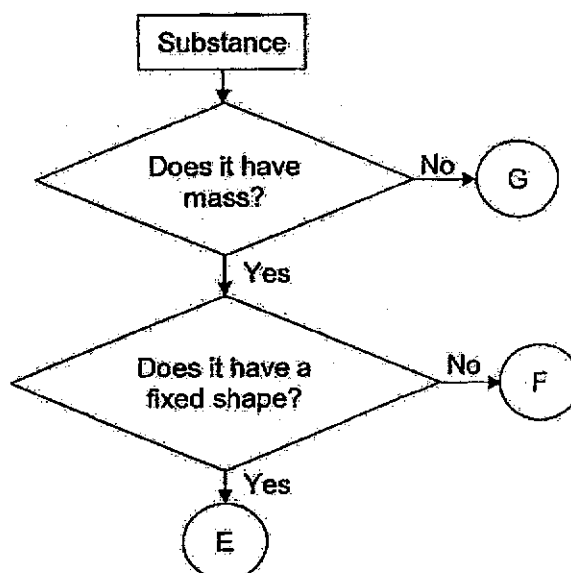 Substance
Does it have
mass?
No
G
Yes
Does it have a
fixed shape?
No
F
Yes
E